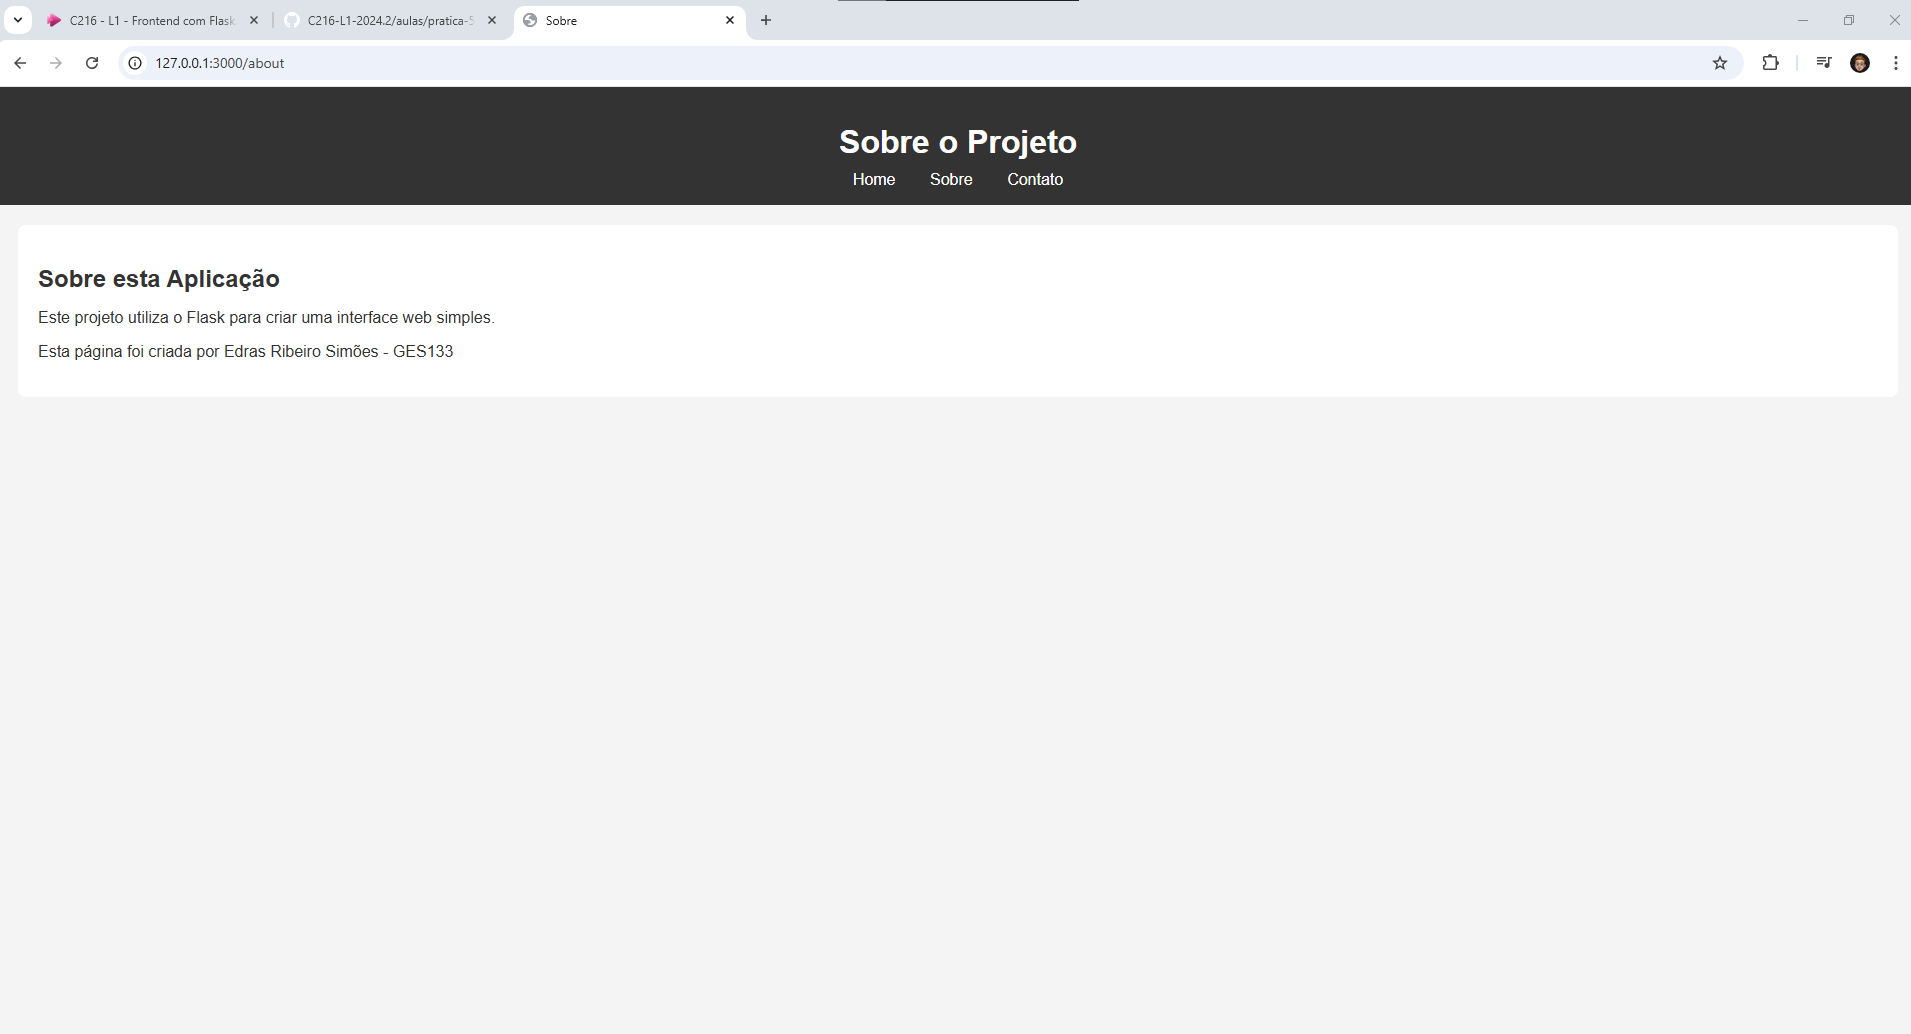 C216 - L1 - Frontend com Flask
C216-L1-2024.2/aulas/pratica-5
Sobre
127.0.0.1:3000/about
Sobre o Projeto
Home Sobre Contato
Sobre esta Aplicação
Este projeto utiliza o Flask para criar uma interface web simples.
Esta página foi criada por Edras Ribeiro Simões - GES133